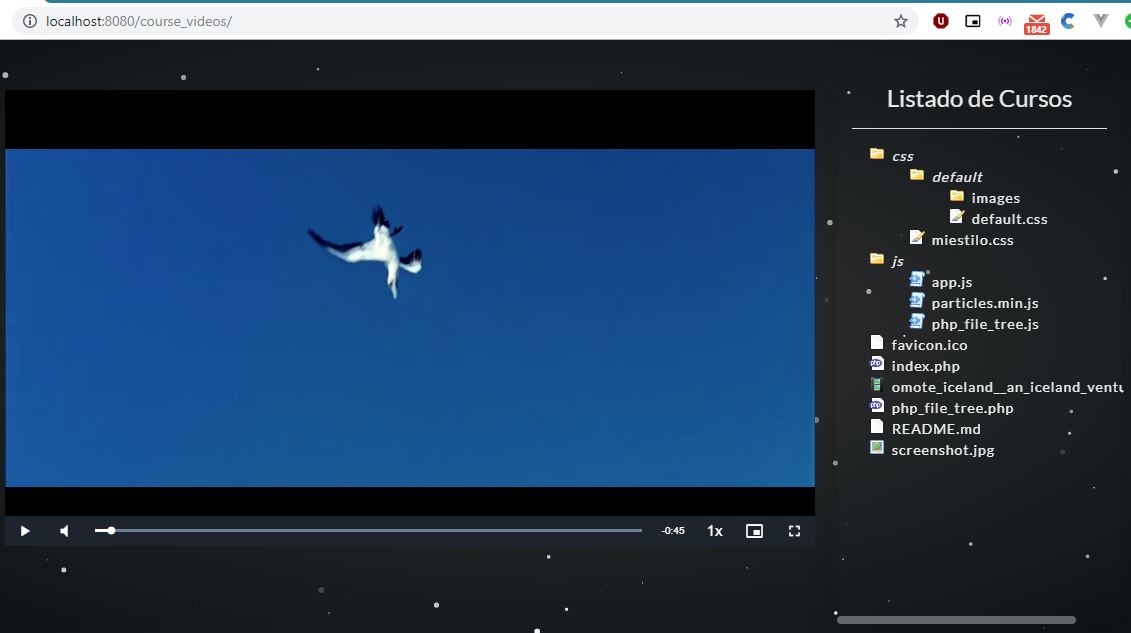 localhost:8080/course_videos/
1842
Listado de Cursos
css
default
images
default.css
miestilo.css
js
app.js
particles.min.js
php_file_tree.js
favicon.ico
index.php
omote_iceland__an_iceland_ventu
php_file_tree.php
README.md
screenshot.jpg
-0:45
1x